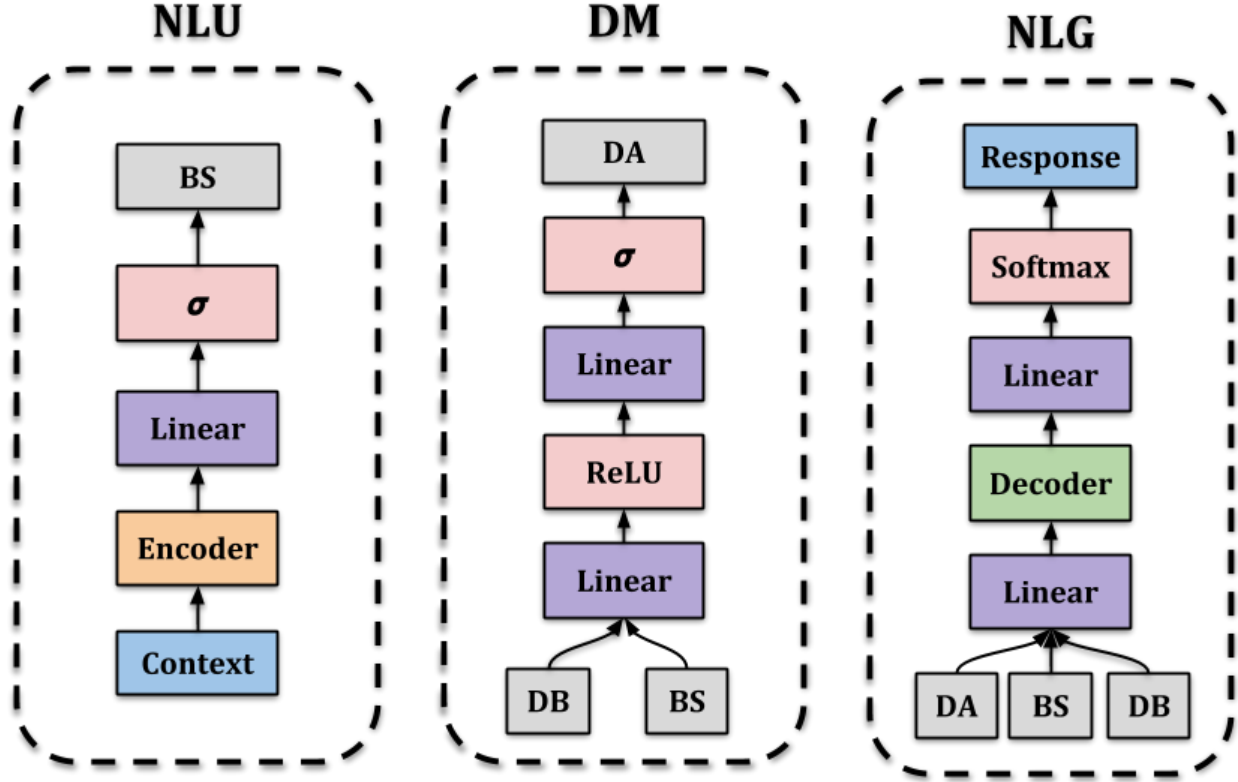 NLU
BS
σ
Linear
Encoder
Context
DM
DA
σ
Linear
ReLU
Linear
DB BS
NLG
Response
Softmax
Linear
Decoder
Linear
DA BS DB